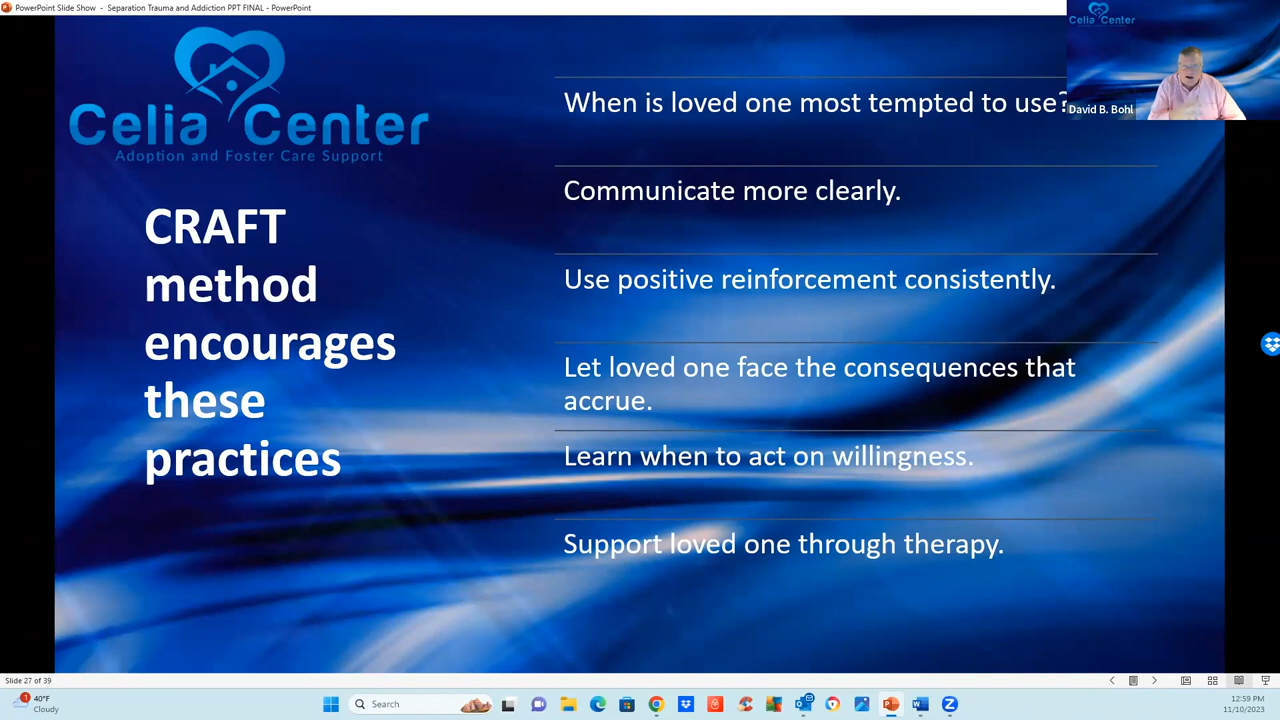 PowerPoint Slide Show - Separation Trauma and Addiction PPT FINAL - PowerPoint
Celia Center
Adoption and Foster Care Support
CRAFT
method
encourages
these
practices
When is loved one most tempted to use?
Communicate more clearly.
Use positive reinforcement consistently.
Let loved one face the consequences that
accrue.
Learn when to act on willingness.
Support loved one through therapy.
Celia Center
David B. Bohl
Slide 27 of 39
1
40°F
Cloudy
Search
12:59 PM
11/10/2023